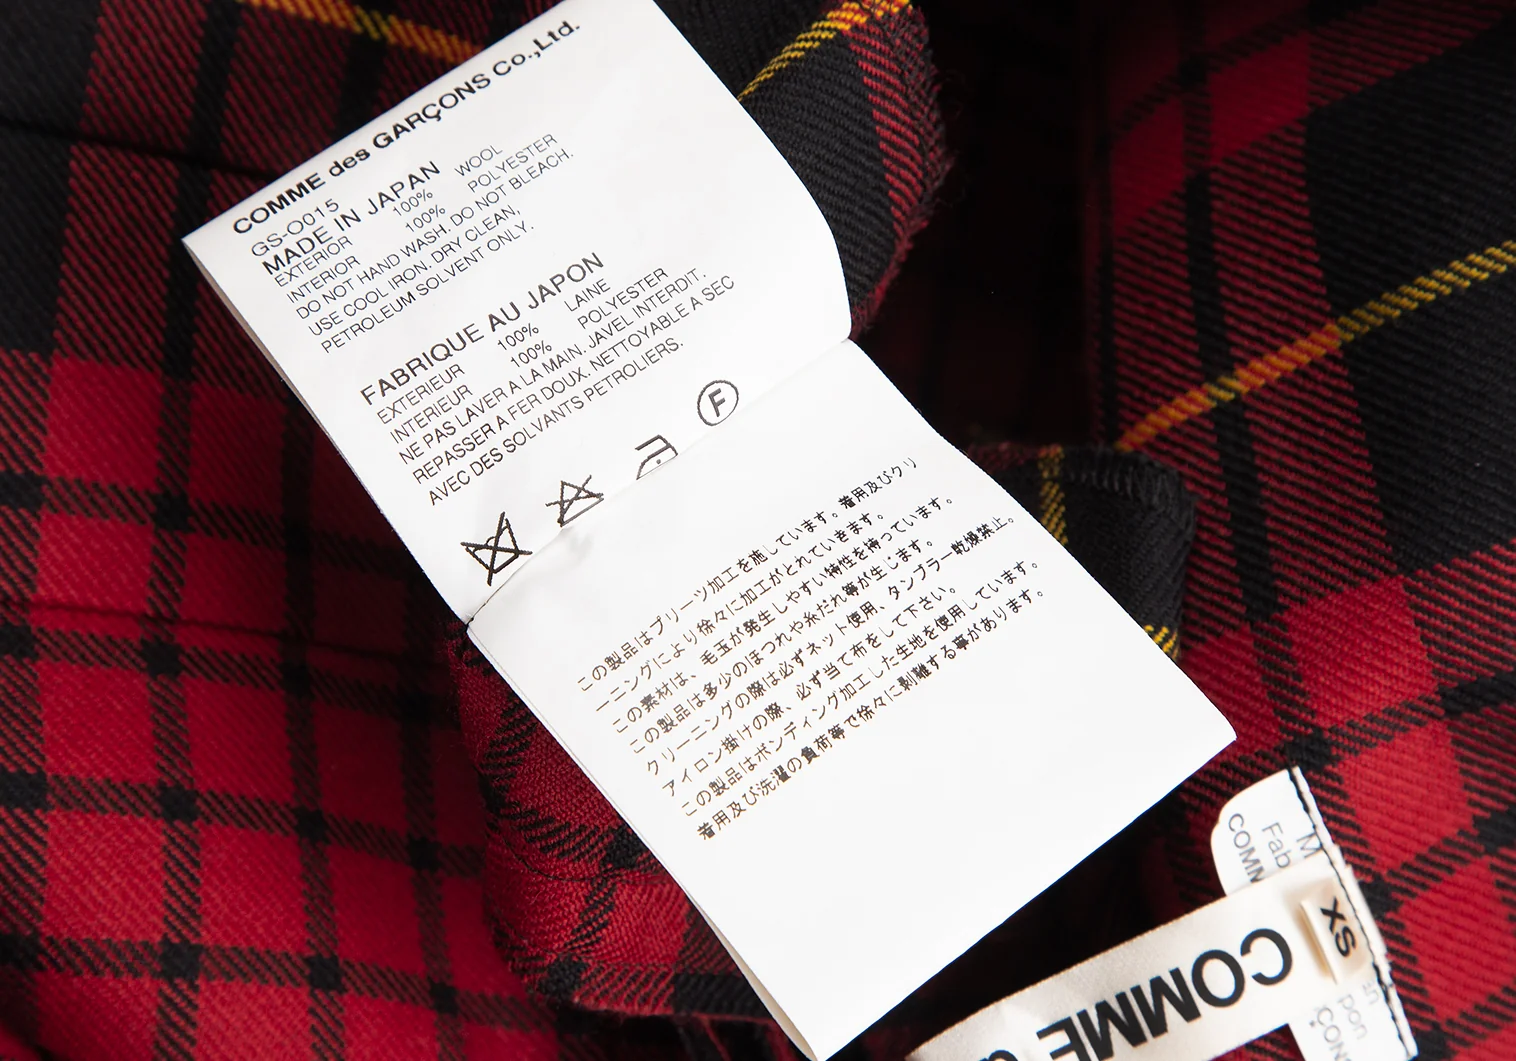 COMME des GARÇONS Co.,Ltd.
GS-O015
MADE IN JAPAN
EXTERIOR 100% WOOL
INTERIOR 100% POLYESTER
DO NOT HAND WASH. DO NOT BLEACH.
USE COOL IRON. DRY CLEAN,
PETROLEUM SOLVENT ONLY.
FABRIQUE AU JAPON
EXTERIEUR 100% LAINE
INTERIEUR 100% POLYESTER
NE PAS LAVER A LA MAIN. JAVEL INTERDIT.
REPASSER A FER DOUX. NETTOYABLE A SEC
AVEC DES SOLVANTS PETROLIERS.
F
この製品はプリーツ加工を施しています。着用及びクリ
ーニングにより徐々に加工がとれていきます。
この素材は、毛玉が発生しやすい特性を持っています。
この製品は多少のほつれや糸だれ等が生じます。
クリーニングの際は必ずネット使用、タンブラー乾燥禁止。
アイロン掛けの際、必ず当て布をして下さい。
この製品はボンディング加工した生地を使用しています。
着用及び洗濯の負荷等で徐々に剥離する事があります。
M
Fab
COMM
XS
COMME
pon
COM